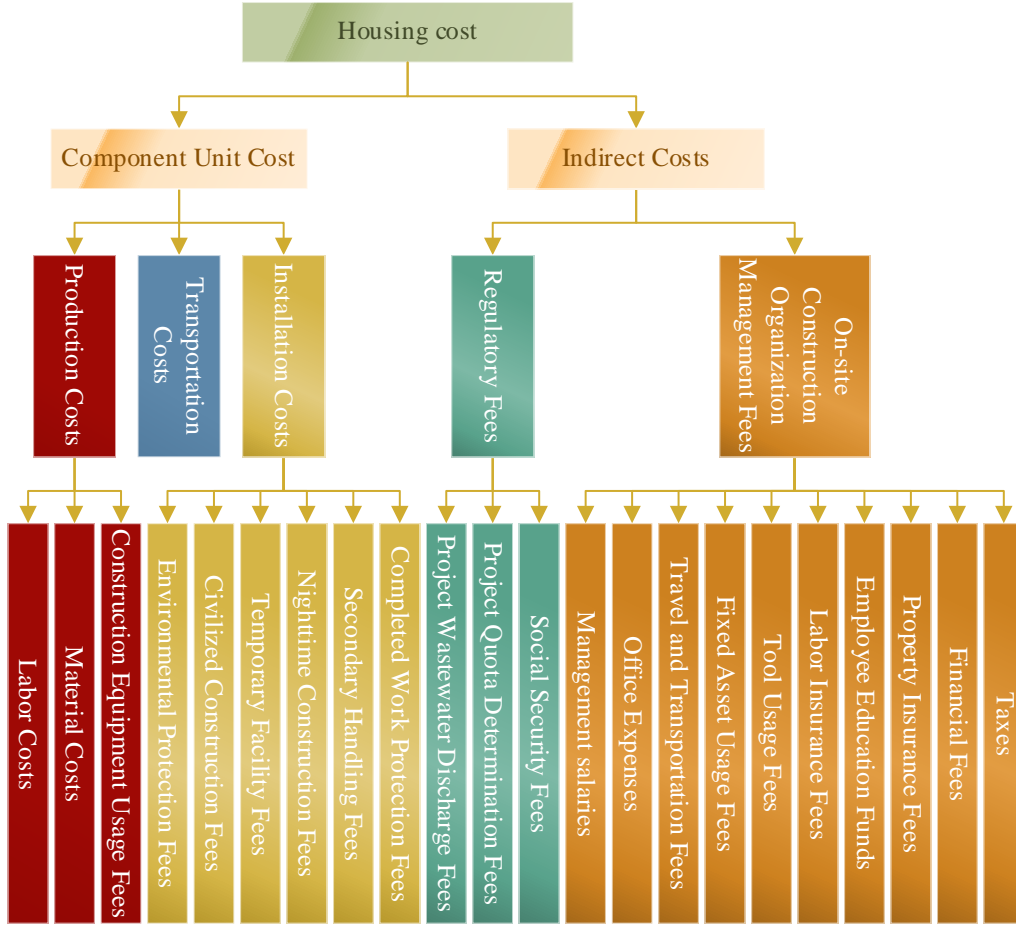 Housing cost
Component Unit Cost
Indirect Costs
Production Costs
Transportation
Costs
Installation Costs
Regulatory Fees
On-site
Construction
Organization
Management Fees
Labor Costs
Material Costs
Construction Equipment Usage Fees
Environmental Protection Fees
Civilized Construction Fees
Temporary Facility Fees
Nighttime Construction Fees
Secondary Handling Fees
Completed Work Protection Fees
Project Wastewater Discharge Fees
Project Quota Determination Fees
Social Security Fees
Management salaries
Office Expenses
Travel and Transportation Fees
Fixed Asset Usage Fees
Tool Usage Fees
Labor Insurance Fees
Employee Education Funds
Property Insurance Fees
Financial Fees
Taxes